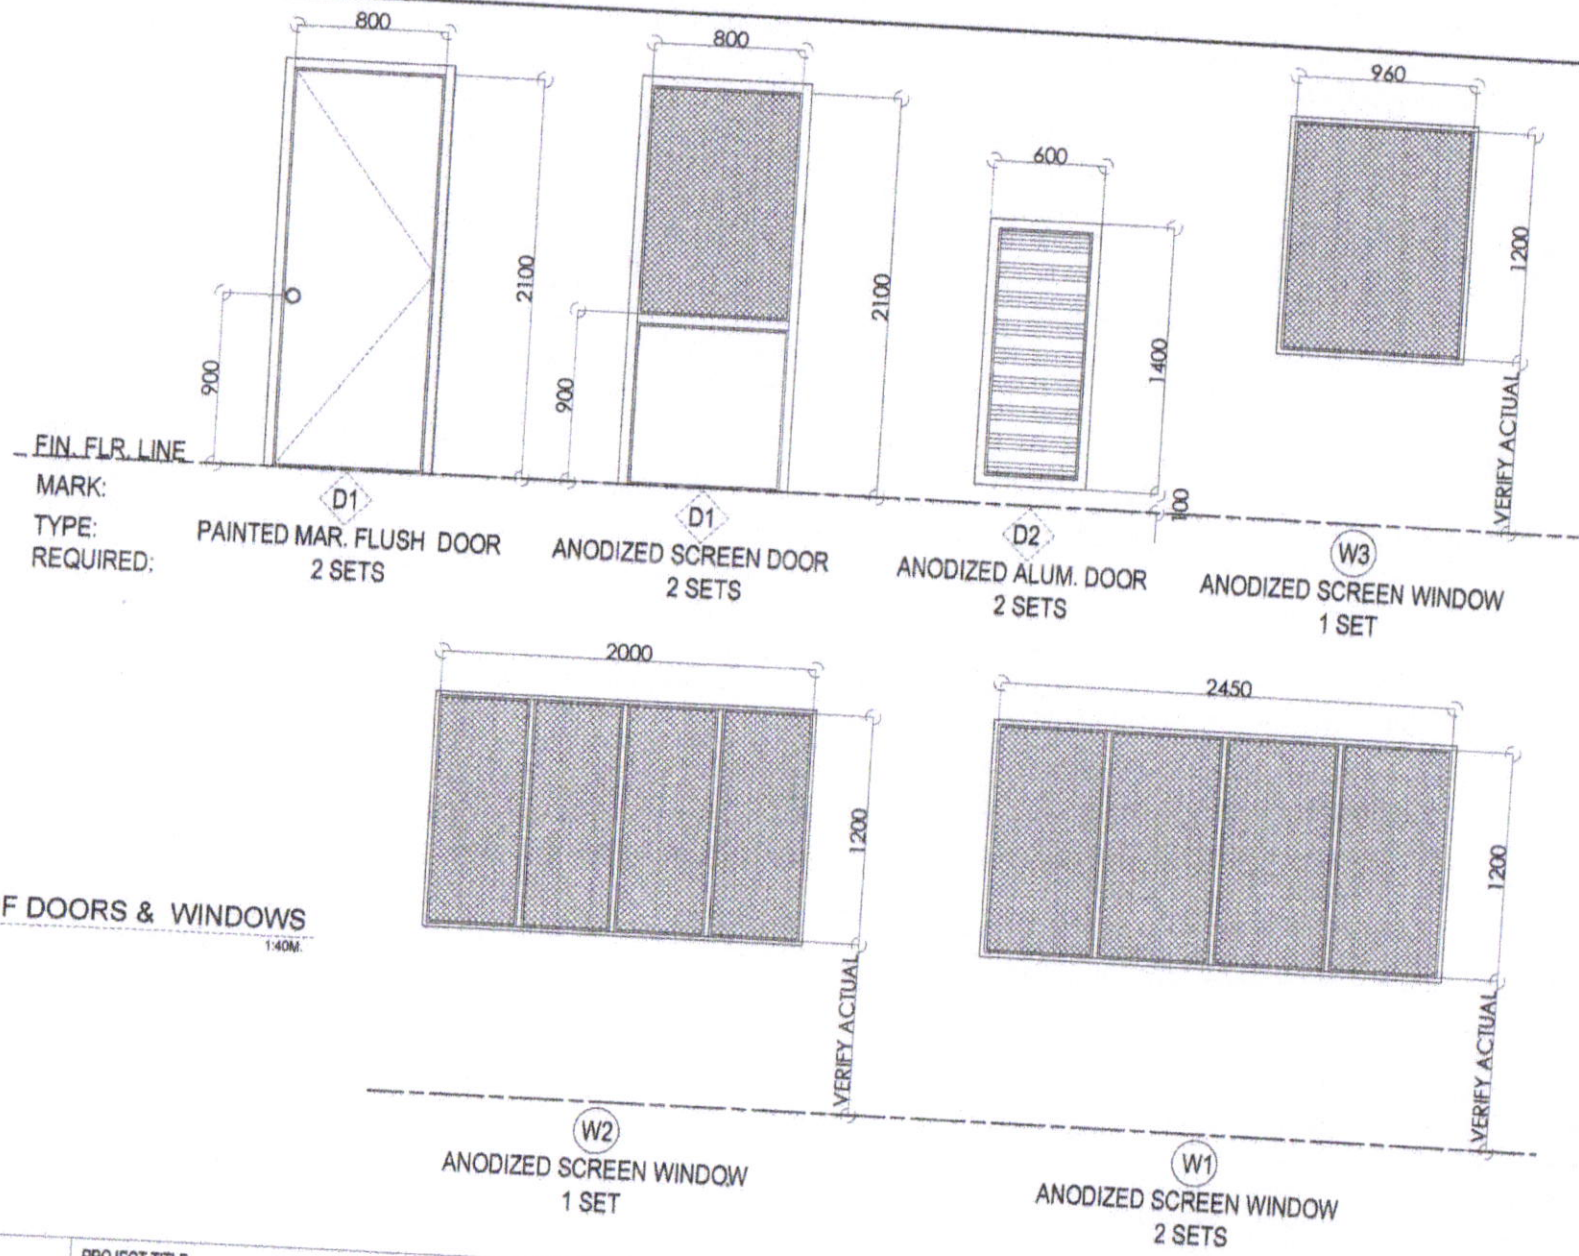 800
800
960
600
2100
2100
1400
1200
900
900
100
VERIFY ACTUAL
FIN. FLR. LINE
MARK:
TYPE:
REQUIRED:
D1
PAINTED MAR. FLUSH DOOR
2 SETS
D1
ANODIZED SCREEN DOOR
2 SETS
D2
ANODIZED ALUM. DOOR
2 SETS
W3
ANODIZED SCREEN WINDOW
1 SET
2000
2450
1200
1200
F DOORS & WINDOWS
1:40M.
VERIFY ACTUAL
VERIFY ACTUAL
W2
ANODIZED SCREEN WINDOW
1 SET
W1
ANODIZED SCREEN WINDOW
2 SETS
PROJECT TITLE